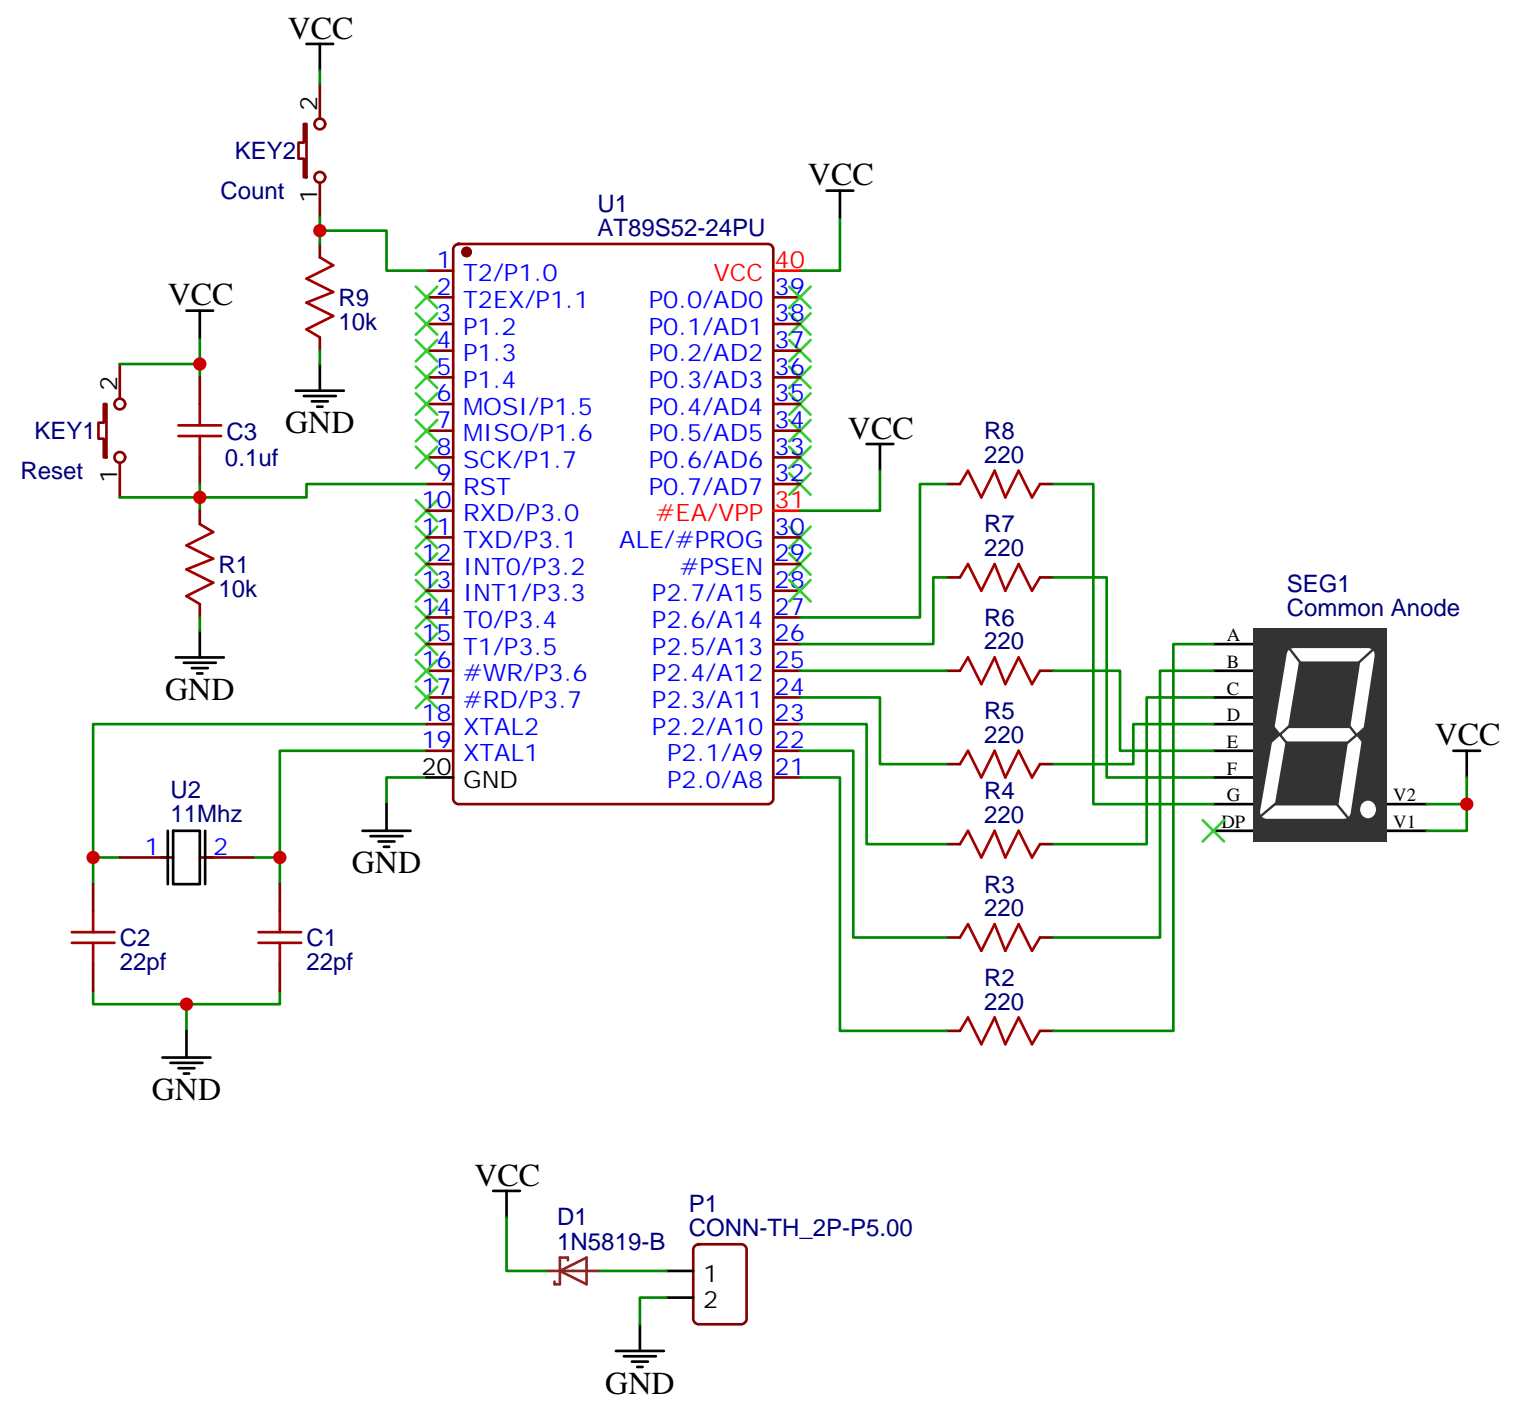 VCC
2
KEY2
Count
1
R9
10k
GND
VCC
2
KEY1
Reset
1
C3
0.1uf
R1
10k
GND
U1
AT89S52-24PU
VCC
1 T2/P1.0
2 T2EX/P1.1
3 P1.2
4 P1.3
5 P1.4
6 MOSI/P1.5
7 MISO/P1.6
8 SCK/P1.7
9 RST
10 RXD/P3.0
11 TXD/P3.1
12 INT0/P3.2
13 INT1/P3.3
14 T0/P3.4
15 T1/P3.5
16 #WR/P3.6
17 #RD/P3.7
18 XTAL2
19 XTAL1
20 GND
VCC 40
P0.0/AD0 39
P0.1/AD1 38
P0.2/AD2 37
P0.3/AD3 36
P0.4/AD4 35
P0.5/AD5 34
P0.6/AD6 33
P0.7/AD7 32
#EA/VPP 31
ALE/#PROG 30
#PSEN 29
P2.7/A15 28
P2.6/A14 27
P2.5/A13 26
P2.4/A12 25
P2.3/A11 24
P2.2/A10 23
P2.1/A9 22
P2.0/A8 21
VCC
GND
U2
11Mhz
1 2
C2
22pf
C1
22pf
GND
R8
220
R7
220
R6
220
R5
220
R4
220
R3
220
R2
220
SEG1
Common Anode
A
B
C
D
E
F
G
DP
V2
V1
VCC
VCC
D1
1N5819-B
P1
CONN-TH_2P-P5.00
1
2
GND